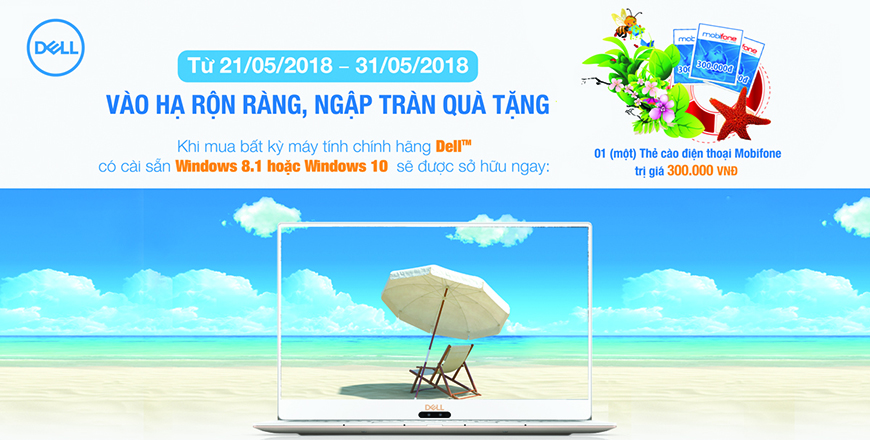 DELL
Từ 21/05/2018 – 31/05/2018
VÀO HẠ RỘN RÀNG, NGẬP TRÀN QUÀ TẶNG
Khi mua bất kỳ máy tính chính hãng Dell™
có cài sẵn Windows 8.1 hoặc Windows 10 sẽ được sở hữu ngay:
mobifone
300.000đ
01 (một) Thẻ cào điện thoại Mobifone
trị giá 300.000 VNĐ
DELL